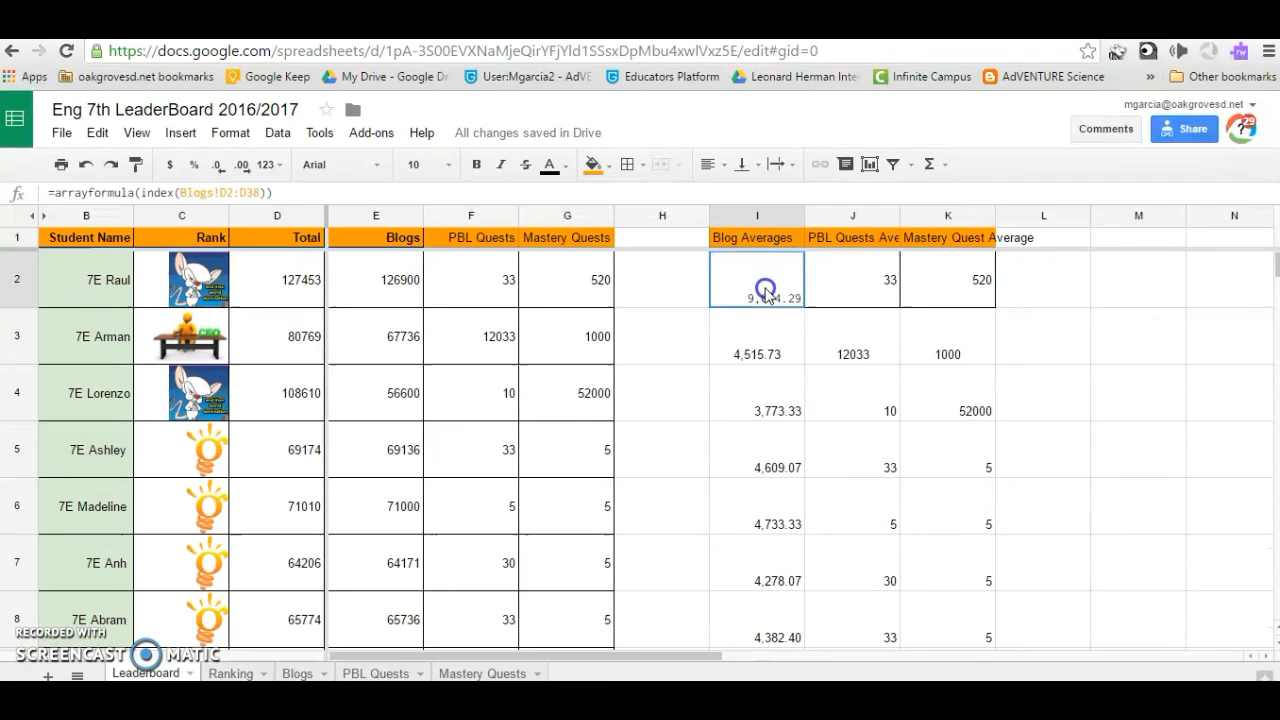 https://docs.google.com/spreadsheets/d/1pA-3S00EVXNaMjeQirYFjYld1SSsxDpMbu4xwlVxz5E/edit#gid=0
Apps oakgrovesd.net bookmarks Google Keep My Drive - Google D User:Mgarcia2 - AdVE Educators Platform Leonard Herman Inte Infinite Campus AdVENTURE Science » Other bookmarks
Eng 7th LeaderBoard 2016/2017
mgarcia@oakgrovesd.net
File Edit View Insert Format Data Tools Add-ons Help All changes saved in Drive
Comments Share 29
$ % .0 .00 123 Arial 10 B I S A Σ
fx =arrayformula(index(Blogs!D2:D38))
B C D E F G H I J K L M N
1 Student Name Rank Total Blogs PBL Quests Mastery Quests Blog Averages PBL Quests Ave Mastery Quest Average
2 7E Raul 127453 126900 33 520 33 520
3 7E Arman CEO 80769 67736 12033 1000 4,515.73 12033 1000
4 7E Lorenzo 108610 56600 10 52000 3,773.33 10 52000
5 7E Ashley 69174 69136 33 5 4,609.07 33 5
6 7E Madeline 71010 71000 5 5 4,733.33 5 5
7 7E Anh 64206 64171 30 5 4,278.07 30 5
8 7E Abram 65774 65736 33 5 4,382.40 33 5
RECORDED WITH
SCREENCAST MATIC
Leaderboard Ranking Blogs PBL Quests Mastery Quests